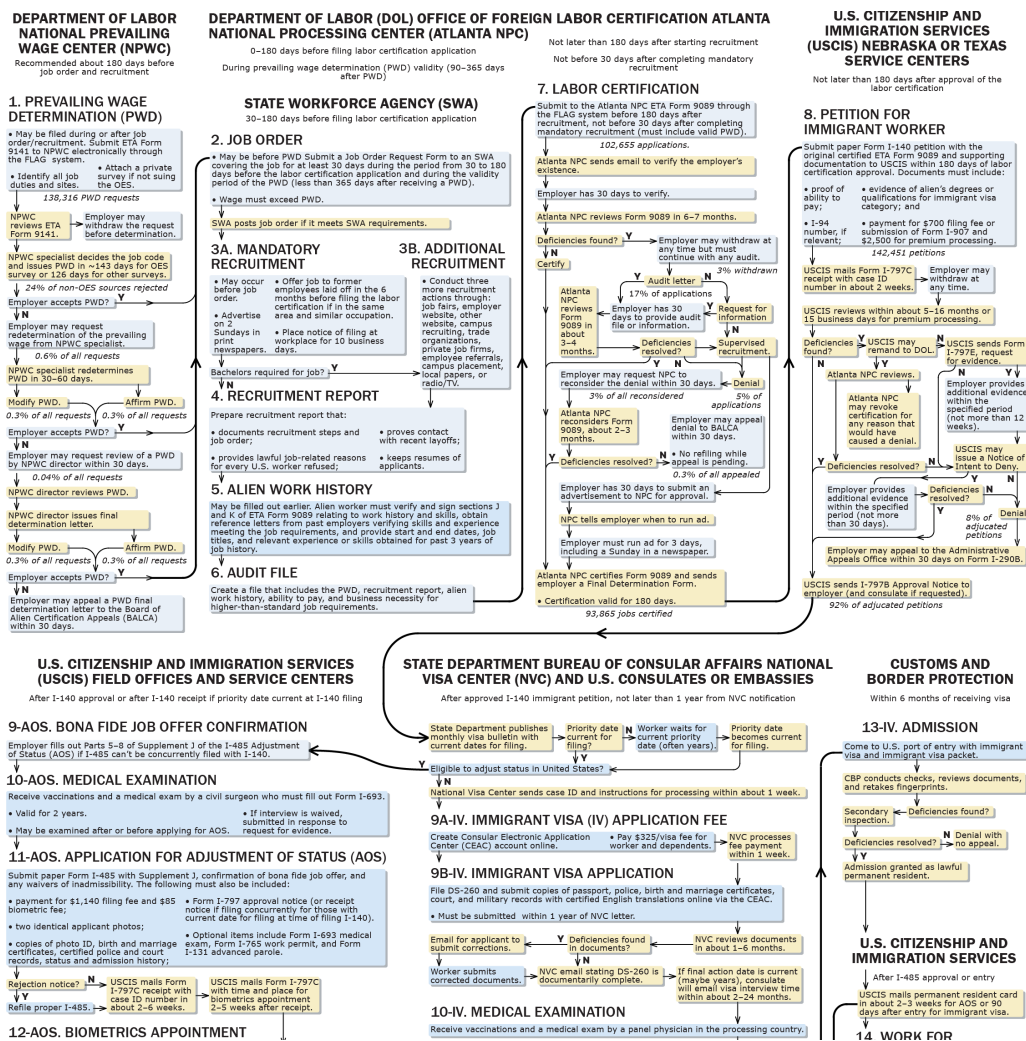 DEPARTMENT OF LABOR
NATIONAL PREVAILING
WAGE CENTER (NPWC)
Recommended about 180 days before
job order and recruitment
1. PREVAILING WAGE
DETERMINATION (PWD)
• May be filed during or after job
order/recruitment. Submit ETA Form
9141 to NPWC electronically through
the FLAG system.
• Identify all job
duties and sites.
• Attach a private
survey if not suing
the OES.
138,316 PWD requests
NPWC
reviews ETA
Form 9141.
Employer may
withdraw the request
before determination.
NPWC specialist decides the job code
and issues PWD in ~143 days for OES
survey or 126 days for other surveys.
24% of non-OES sources rejected
Employer accepts PWD?
Y
N
Employer may request
redetermination of the prevailing
wage from NPWC specialist.
0.6% of all requests
NPWC specialist redetermines
PWD in 30–60 days.
Modify PWD.
Affirm PWD.
0.3% of all requests
0.3% of all requests
Employer accepts PWD?
Y
N
Employer may request review of a PWD
by NPWC director within 30 days.
0.04% of all requests
NPWC director reviews PWD.
NPWC director issues final
determination letter.
Modify PWD.
Affirm PWD.
0.3% of all requests
0.3% of all requests
Employer accepts PWD?
Y
N
Employer may appeal a PWD final
determination letter to the Board of
Alien Certification Appeals (BALCA)
within 30 days.
DEPARTMENT OF LABOR (DOL) OFFICE OF FOREIGN LABOR CERTIFICATION ATLANTA
NATIONAL PROCESSING CENTER (ATLANTA NPC)
0–180 days before filing labor certification application
During prevailing wage determination (PWD) validity (90–365 days
after PWD)
STATE WORKFORCE AGENCY (SWA)
30–180 days before filing labor certification application
2. JOB ORDER
• May be before PWD Submit a Job Order Request Form to an SWA
covering the job for at least 30 days during the period from 30 to 180
days before the labor certification application and during the validity
period of the PWD (less than 365 days after receiving a PWD).
• Wage must exceed PWD.
SWA posts job order if it meets SWA requirements.
3A. MANDATORY
RECRUITMENT
• May occur
before job
order.
• Advertise
on 2
Sundays in
print
newspapers.
• Offer job to former
employees laid off in the 6
months before filing the labor
certification if in the same
area and similar occupation.
• Place notice of filing at
workplace for 10 business
days.
Bachelors required for job?
Y
N
3B. ADDITIONAL
RECRUITMENT
• Conduct three
more recruitment
actions through:
job fairs, employer
website, other
website, campus
recruiting, trade
organizations,
private job firms,
employee referrals,
campus placement,
local papers, or
radio/TV.
4. RECRUITMENT REPORT
Prepare recruitment report that:
• documents recruitment steps and
job order;
• provides lawful job-related reasons
for every U.S. worker refused;
• proves contact
with recent layoffs;
• keeps resumes of
applicants.
5. ALIEN WORK HISTORY
May be filled out earlier. Alien worker must verify and sign sections J
and K of ETA Form 9089 relating to work history and skills, obtain
reference letters from past employers verifying skills and experience
meeting the job requirements, and provide start and end dates, job
titles, and relevant experience or skills obtained for past 3 years of
job history.
6. AUDIT FILE
Create a file that includes the PWD, recruitment report, alien
work history, ability to pay, and business necessity for
higher-than-standard job requirements.
Not later than 180 days after starting recruitment
Not before 30 days after completing mandatory
recruitment
7. LABOR CERTIFICATION
Submit to the Atlanta NPC ETA Form 9089 through
the FLAG system before 180 days after
recruitment, not before 30 days after completing
mandatory recruitment (must include valid PWD).
102,655 applications.
Atlanta NPC sends email to verify the employer's
existence.
Employer has 30 days to verify.
Atlanta NPC reviews Form 9089 in 6–7 months.
Deficiencies found?
Y
N
Certify
Employer may withdraw at
any time but must
continue with any audit.
3% withdrawn
Y
Audit letter
N
17% of applications
Atlanta
NPC
reviews
Form
9089 in
about
3–4
months.
Employer has 30
days to provide audit
file or information.
Request for
information
Deficiencies
resolved?
Supervised
recruitment.
Y
N
Employer may request NPC to
reconsider the denial within 30 days.
Denial
3% of all reconsidered
5% of
applications
Atlanta NPC
reconsiders Form
9089, about 2–3
months.
Employer may appeal
denial to BALCA
within 30 days.
• No refiling while
appeal is pending.
Y
Deficiencies resolved?
N
0.3% of all appealed
Employer has 30 days to submit an
advertisement to NPC for approval.
NPC tells employer when to run ad.
Employer must run ad for 3 days,
including a Sunday in a newspaper.
Atlanta NPC certifies Form 9089 and sends
employer a Final Determination Form.
• Certification valid for 180 days.
93,865 jobs certified
U.S. CITIZENSHIP AND
IMMIGRATION SERVICES
(USCIS) NEBRASKA OR TEXAS
SERVICE CENTERS
Not later than 180 days after approval of the
labor certification
8. PETITION FOR
IMMIGRANT WORKER
Submit paper Form I-140 petition with the
original certified ETA Form 9089 and supporting
documentation to USCIS within 180 days of labor
certification approval. Documents must include:
• proof of
ability to
pay;
• I-94
number, if
relevant;
• evidence of alien's degrees or
qualifications for immigrant visa
category; and
• payment for $700 filing fee or
submission of Form I-907 and
$2,500 for premium processing.
142,451 petitions
USCIS mails Form I-797C
receipt with case ID
number in about 2 weeks.
Employer may
withdraw at
any time.
USCIS reviews within about 5–16 months or
15 business days for premium processing.
Deficiencies
found?
Y
N
USCIS may
remand to DOL.
USCIS sends Form
I-797E, request
for evidence.
Atlanta NPC reviews.
Atlanta NPC
may revoke
certification for
any reason that
would have
caused a denial.
Employer provides
additional evidence
within the
specified period
(not more than 12
weeks).
Y
Deficiencies resolved?
N
USCIS may
issue a Notice of
Intent to Deny.
Employer provides
additional evidence
within the specified
period (not more
than 30 days).
Deficiencies
resolved?
N
N
Y
Denial
8% of
adjucated
petitions
Employer may appeal to the Administrative
Appeals Office within 30 days on Form I-290B.
USCIS sends I-797B Approval Notice to
employer (and consulate if requested).
92% of adjucated petitions
U.S. CITIZENSHIP AND IMMIGRATION SERVICES
(USCIS) FIELD OFFICES AND SERVICE CENTERS
After I-140 approval or after I-140 receipt if priority date current at I-140 filing
9-AOS. BONA FIDE JOB OFFER CONFIRMATION
Employer fills out Parts 5–8 of Supplement J of the I-485 Adjustment
of Status (AOS) if I-485 can't be concurrently filed with I-140.
10-AOS. MEDICAL EXAMINATION
Receive vaccinations and a medical exam by a civil surgeon who must fill out Form I-693.
• Valid for 2 years.
• May be examined after or before applying for AOS.
• If interview is waived,
submitted in response to
request for evidence.
11-AOS. APPLICATION FOR ADJUSTMENT OF STATUS (AOS)
Submit paper Form I-485 with Supplement J, confirmation of bona fide job offer, and
any waivers of inadmissibility. The following must also be included:
• payment for $1,140 filing fee and $85
biometric fee;
• two identical applicant photos;
• copies of photo ID, birth and marriage
certificates, certified police and court
records, status and admission history;
• Form I-797 approval notice (or receipt
notice if filing concurrently for those with
current date for filing at time of filing I-140).
• Optional items include Form I-693 medical
exam, Form I-765 work permit, and Form
I-131 advanced parole.
Rejection notice?
N
Y
Refile proper I-485.
USCIS mails Form
I-797C receipt with
case ID number in
about 2–6 weeks.
USCIS mails Form I-797C
with time and place for
biometrics appointment
2–5 weeks after receipt.
12-AOS. BIOMETRICS APPOINTMENT
STATE DEPARTMENT BUREAU OF CONSULAR AFFAIRS NATIONAL
VISA CENTER (NVC) AND U.S. CONSULATES OR EMBASSIES
After approved I-140 immigrant petition, not later than 1 year from NVC notification
State Department publishes
monthly visa bulletin with
current dates for filing.
Priority date
current for
filing?
N
Y
Worker waits for
current priority
date (often years).
Priority date
becomes current
for filing.
Y
Eligible to adjust status in United States?
N
National Visa Center sends case ID and instructions for processing within about 1 week.
9A-IV. IMMIGRANT VISA (IV) APPLICATION FEE
Create Consular Electronic Application
Center (CEAC) account online.
• Pay $325/visa fee for
worker and dependents.
NVC processes
fee payment
within 1 week.
9B-IV. IMMIGRANT VISA APPLICATION
File DS-260 and submit copies of passport, police, birth and marriage certificates,
court, and military records with certified English translations online via the CEAC.
• Must be submitted within 1 year of NVC letter.
Email for applicant to
submit corrections.
Y
Deficiencies found
in documents?
N
NVC reviews documents
in about 1–6 months.
Worker submits
corrected documents.
NVC email stating DS-260 is
documentarily complete.
If final action date is current
(maybe years), consulate
will email visa interview time
within about 2–24 months.
10-IV. MEDICAL EXAMINATION
Receive vaccinations and a medical exam by a panel physician in the processing country.
CUSTOMS AND
BORDER PROTECTION
Within 6 months of receiving visa
13-IV. ADMISSION
Come to U.S. port of entry with immigrant
visa and immigrant visa packet.
CBP conducts checks, reviews documents,
and retakes fingerprints.
Secondary
inspection.
Deficiencies found?
Deficiencies resolved?
N
Denial with
no appeal.
Y
Admission granted as lawful
permanent resident.
U.S. CITIZENSHIP AND
IMMIGRATION SERVICES
After I-485 approval or entry
USCIS mails permanent resident card
in about 2–3 weeks for AOS or 90
days after entry for immigrant visa.
14. WORK FOR